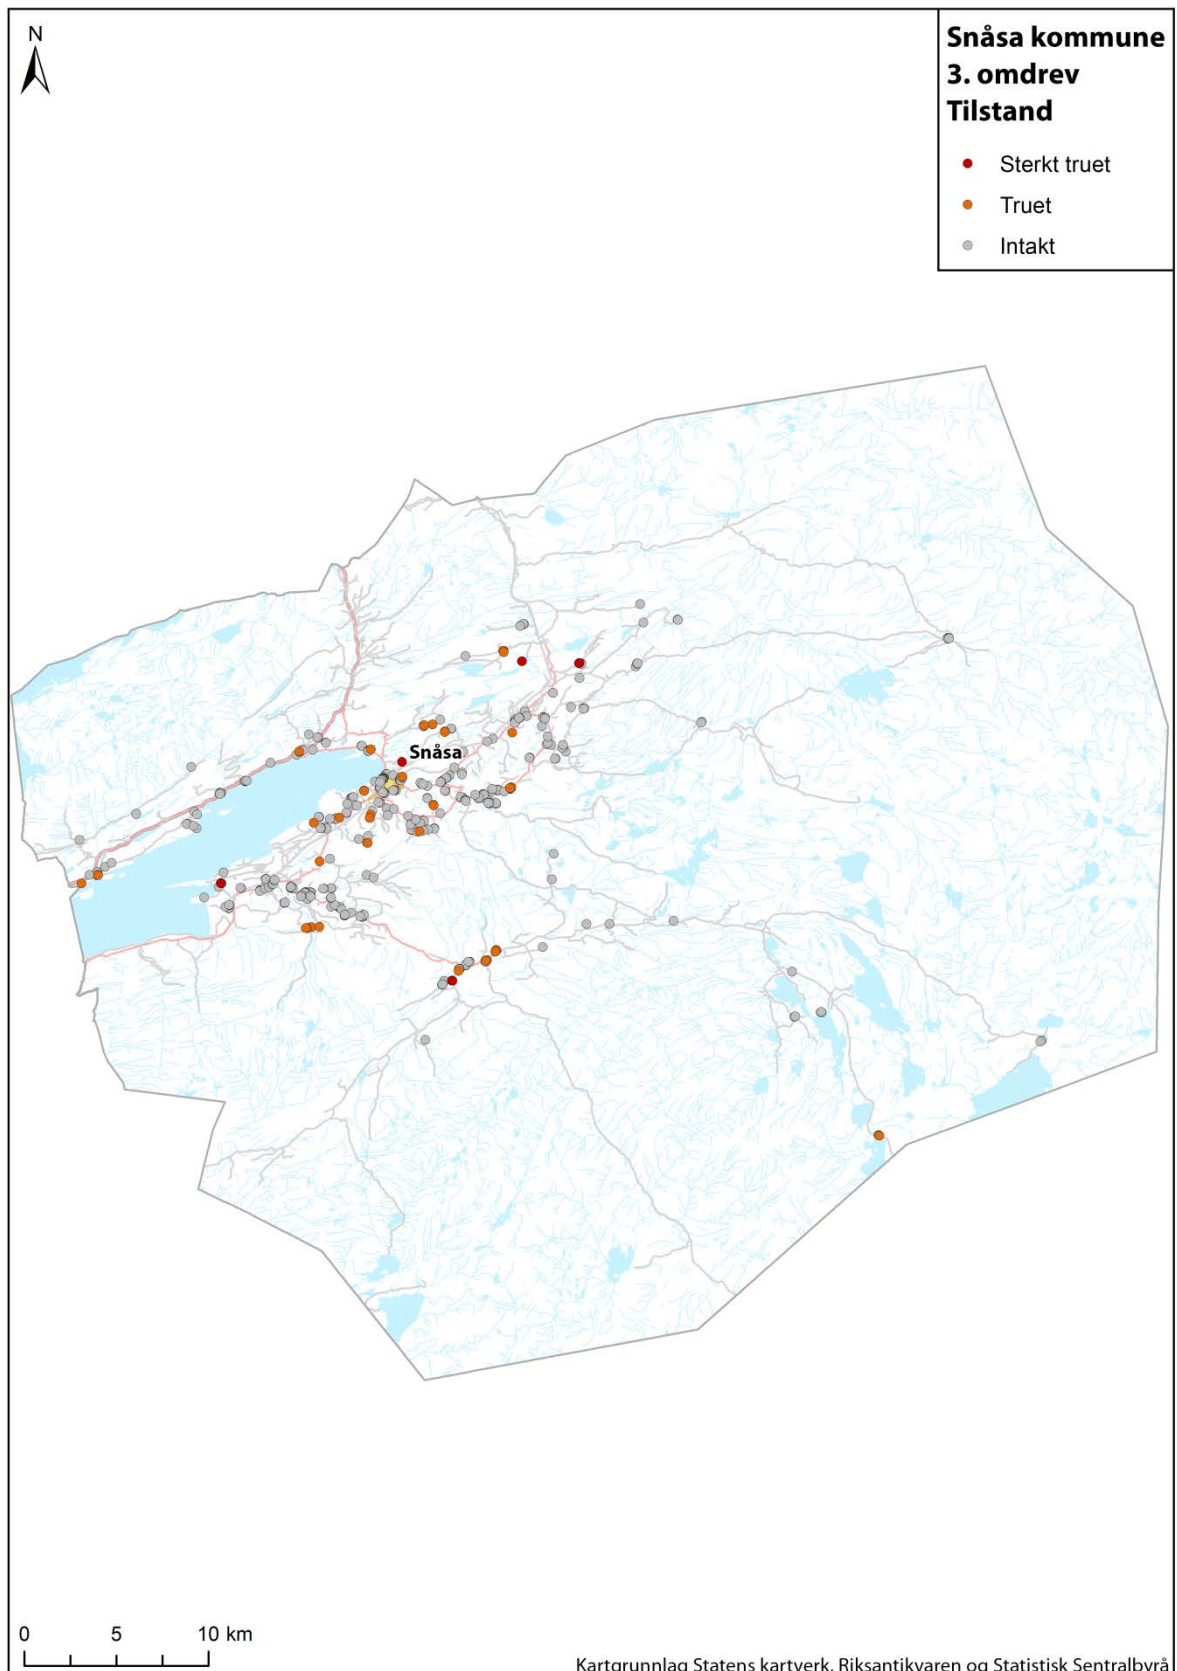 N
Snåsa kommune
3. omdrev
Tilstand
Sterkt truet
Truet
Intakt
Snåsa
0 5 10 km
Kartgrunnlag Statens kartverk, Riksantikvaren og Statistisk Sentralbyrå